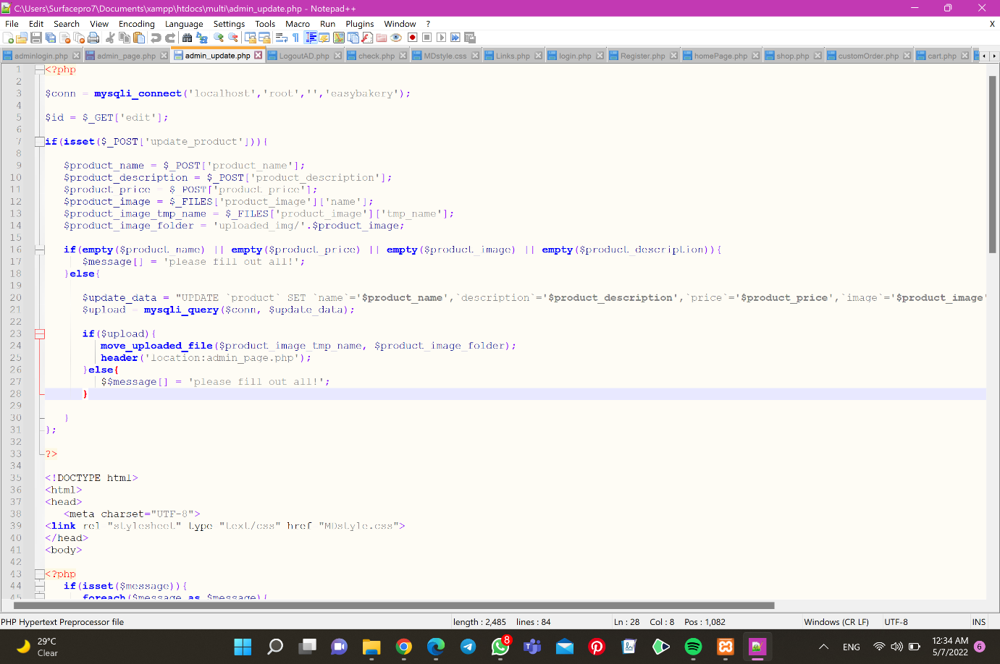 C:\Users\Surfacepro7\Documents\xampp\htdocs\multi\admin_update.php - Notepad++
File Edit Search View Encoding Language Settings Tools Macro Run Plugins Window ? X
adminlogin.php admin_page.php admin_update.php LogoutAD.php check.php MDstyle.css Links.php login.php Register.php homePage.php shop.php customOrder.php cart.php
1 <?php
2
3 $conn = mysqli_connect('localhost','root','','easybakery');
4
5 $id = $_GET['edit'];
6
7 if(isset($_POST['update_product'])){
8
9 $product_name = $_POST['product_name'];
10 $product_description = $_POST['product_description'];
11 $product_price = $_POST['product_price'];
12 $product_image = $_FILES['product_image']['name'];
13 $product_image_tmp_name = $_FILES['product_image']['tmp_name'];
14 $product_image_folder = 'uploaded_img/'.$product_image;
15
16 if(empty($product_name) || empty($product_price) || empty($product_image) || empty($product_description)){
17 $message[] = 'please fill out all!';
18 }else{
19
20 $update_data = "UPDATE `product` SET `name`='$product_name',`description`='$product_description',`price`='$product_price',`image`='$product_image'
21 $upload = mysqli_query($conn, $update_data);
22
23 if($upload){
24 move_uploaded_file($product_image_tmp_name, $product_image_folder);
25 header('location:admin_page.php');
26 }else{
27 $$message[] = 'please fill out all!';
28 }
29
30 }
31 };
32
33 ?>
34
35 <!DOCTYPE html>
36 <html>
37 <head>
38 <meta charset="UTF-8">
39 <link rel="stylesheet" type="text/css" href="MDstyle.css">
40 </head>
41 <body>
42
43 <?php
44 if(isset($message)){
45 foreach($message as $message){
PHP Hypertext Preprocessor file length : 2,485 lines : 84 Ln : 28 Col : 8 Pos : 1,082 Windows (CR LF) UTF-8 INS
29°C
Clear
8
ENG
12:34 AM
5/7/2022
6